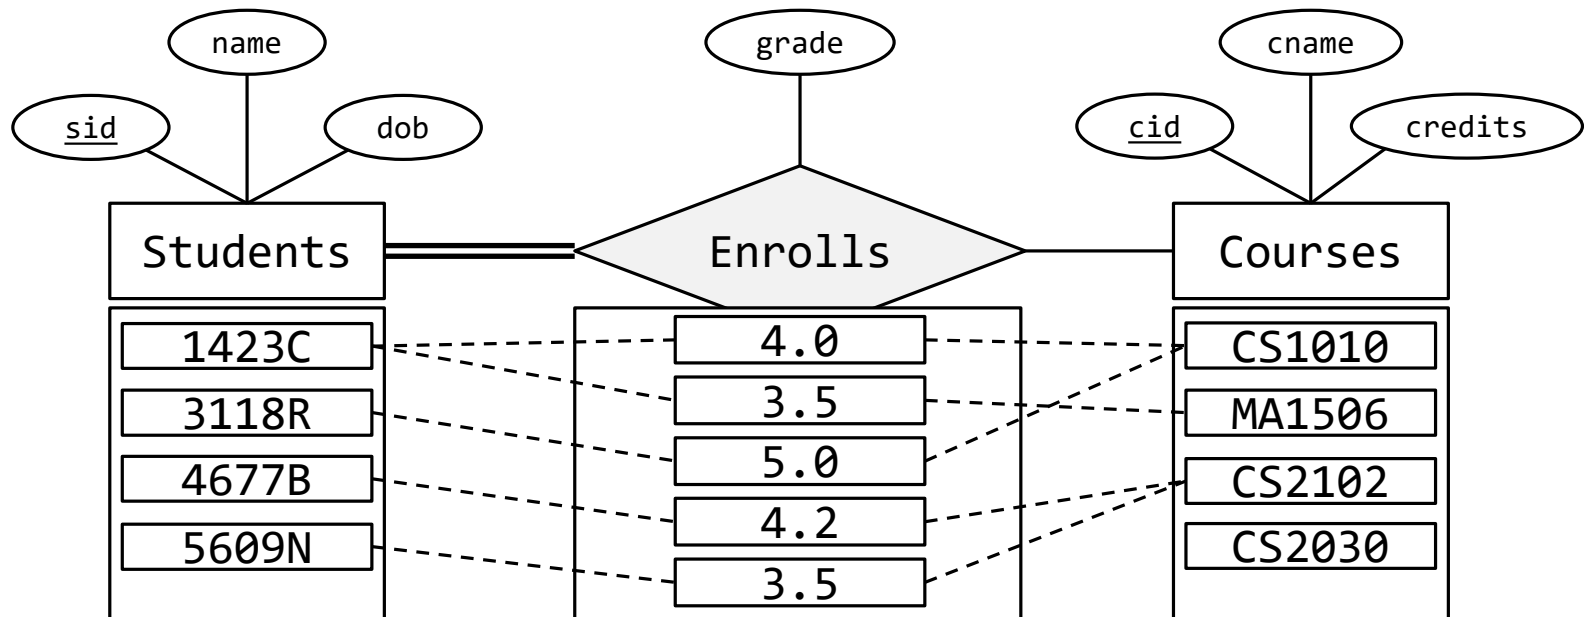 name
grade
cname
sid
dob
cid
credits
Students
Enrolls
Courses
1423C
4.0
CS1010
3118R
3.5
MA1506
4677B
5.0
CS2102
5609N
4.2
CS2030
3.5